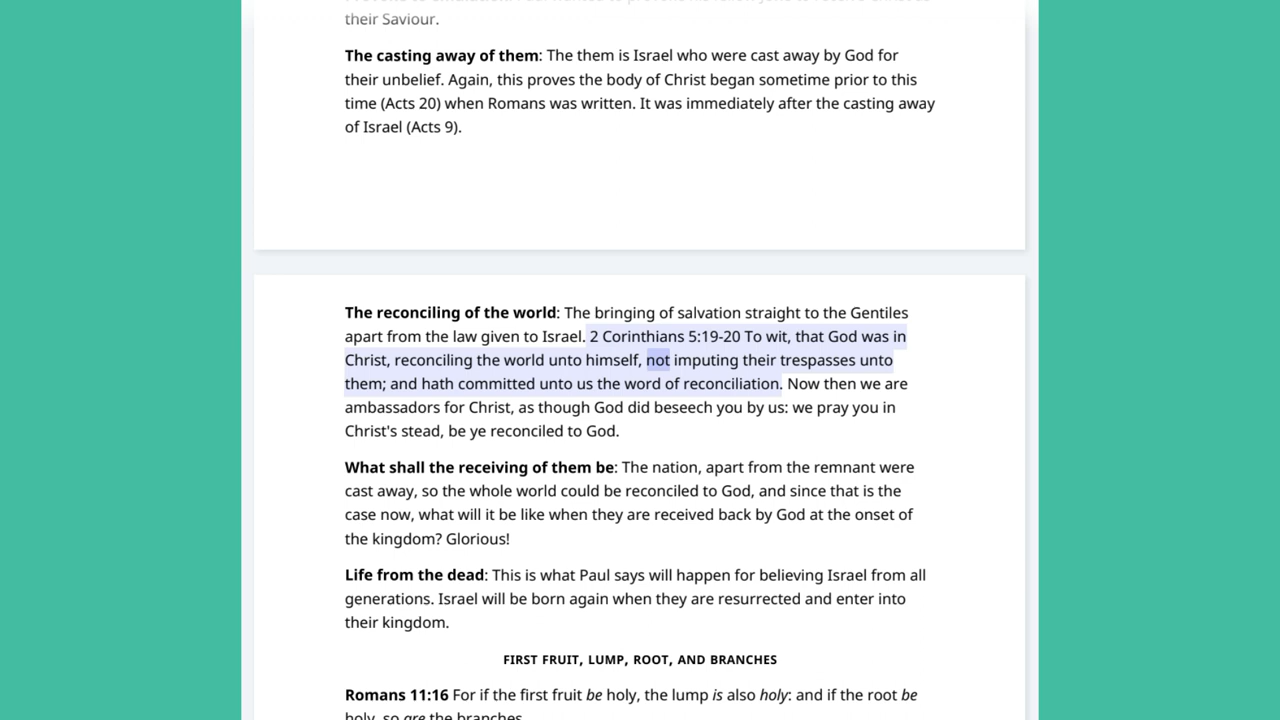 their Saviour.
The casting away of them: The them is Israel who were cast away by God for
their unbelief. Again, this proves the body of Christ began sometime prior to this
time (Acts 20) when Romans was written. It was immediately after the casting away
of Israel (Acts 9).
The reconciling of the world: The bringing of salvation straight to the Gentiles
apart from the law given to Israel. 2 Corinthians 5:19-20 To wit, that God was in
Christ, reconciling the world unto himself, not imputing their trespasses unto
them; and hath committed unto us the word of reconciliation. Now then we are
ambassadors for Christ, as though God did beseech you by us: we pray you in
Christ's stead, be ye reconciled to God.
What shall the receiving of them be: The nation, apart from the remnant were
cast away, so the whole world could be reconciled to God, and since that is the
case now, what will it be like when they are received back by God at the onset of
the kingdom? Glorious!
Life from the dead: This is what Paul says will happen for believing Israel from all
generations. Israel will be born again when they are resurrected and enter into
their kingdom.
FIRST FRUIT, LUMP, ROOT, AND BRANCHES
Romans 11:16 For if the first fruit be holy, the lump is also holy: and if the root be
holy, so are the branches.